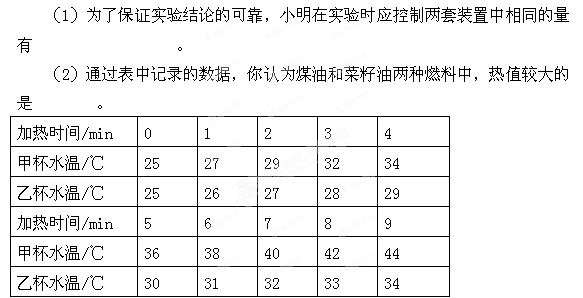 （1）为了保证实验结论的可靠，小明在实验时应控制两套装置中相同的量
有 。
（2）通过表中记录的数据，你认为煤油和菜籽油两种燃料中，热值较大的
是 。
加热时间/min 0 1 2 3 4
甲杯水温/℃ 25 27 29 32 34
乙杯水温/℃ 25 26 27 28 29
加热时间/min 5 6 7 8 9
甲杯水温/℃ 36 38 40 42 44
乙杯水温/℃ 30 31 32 33 34